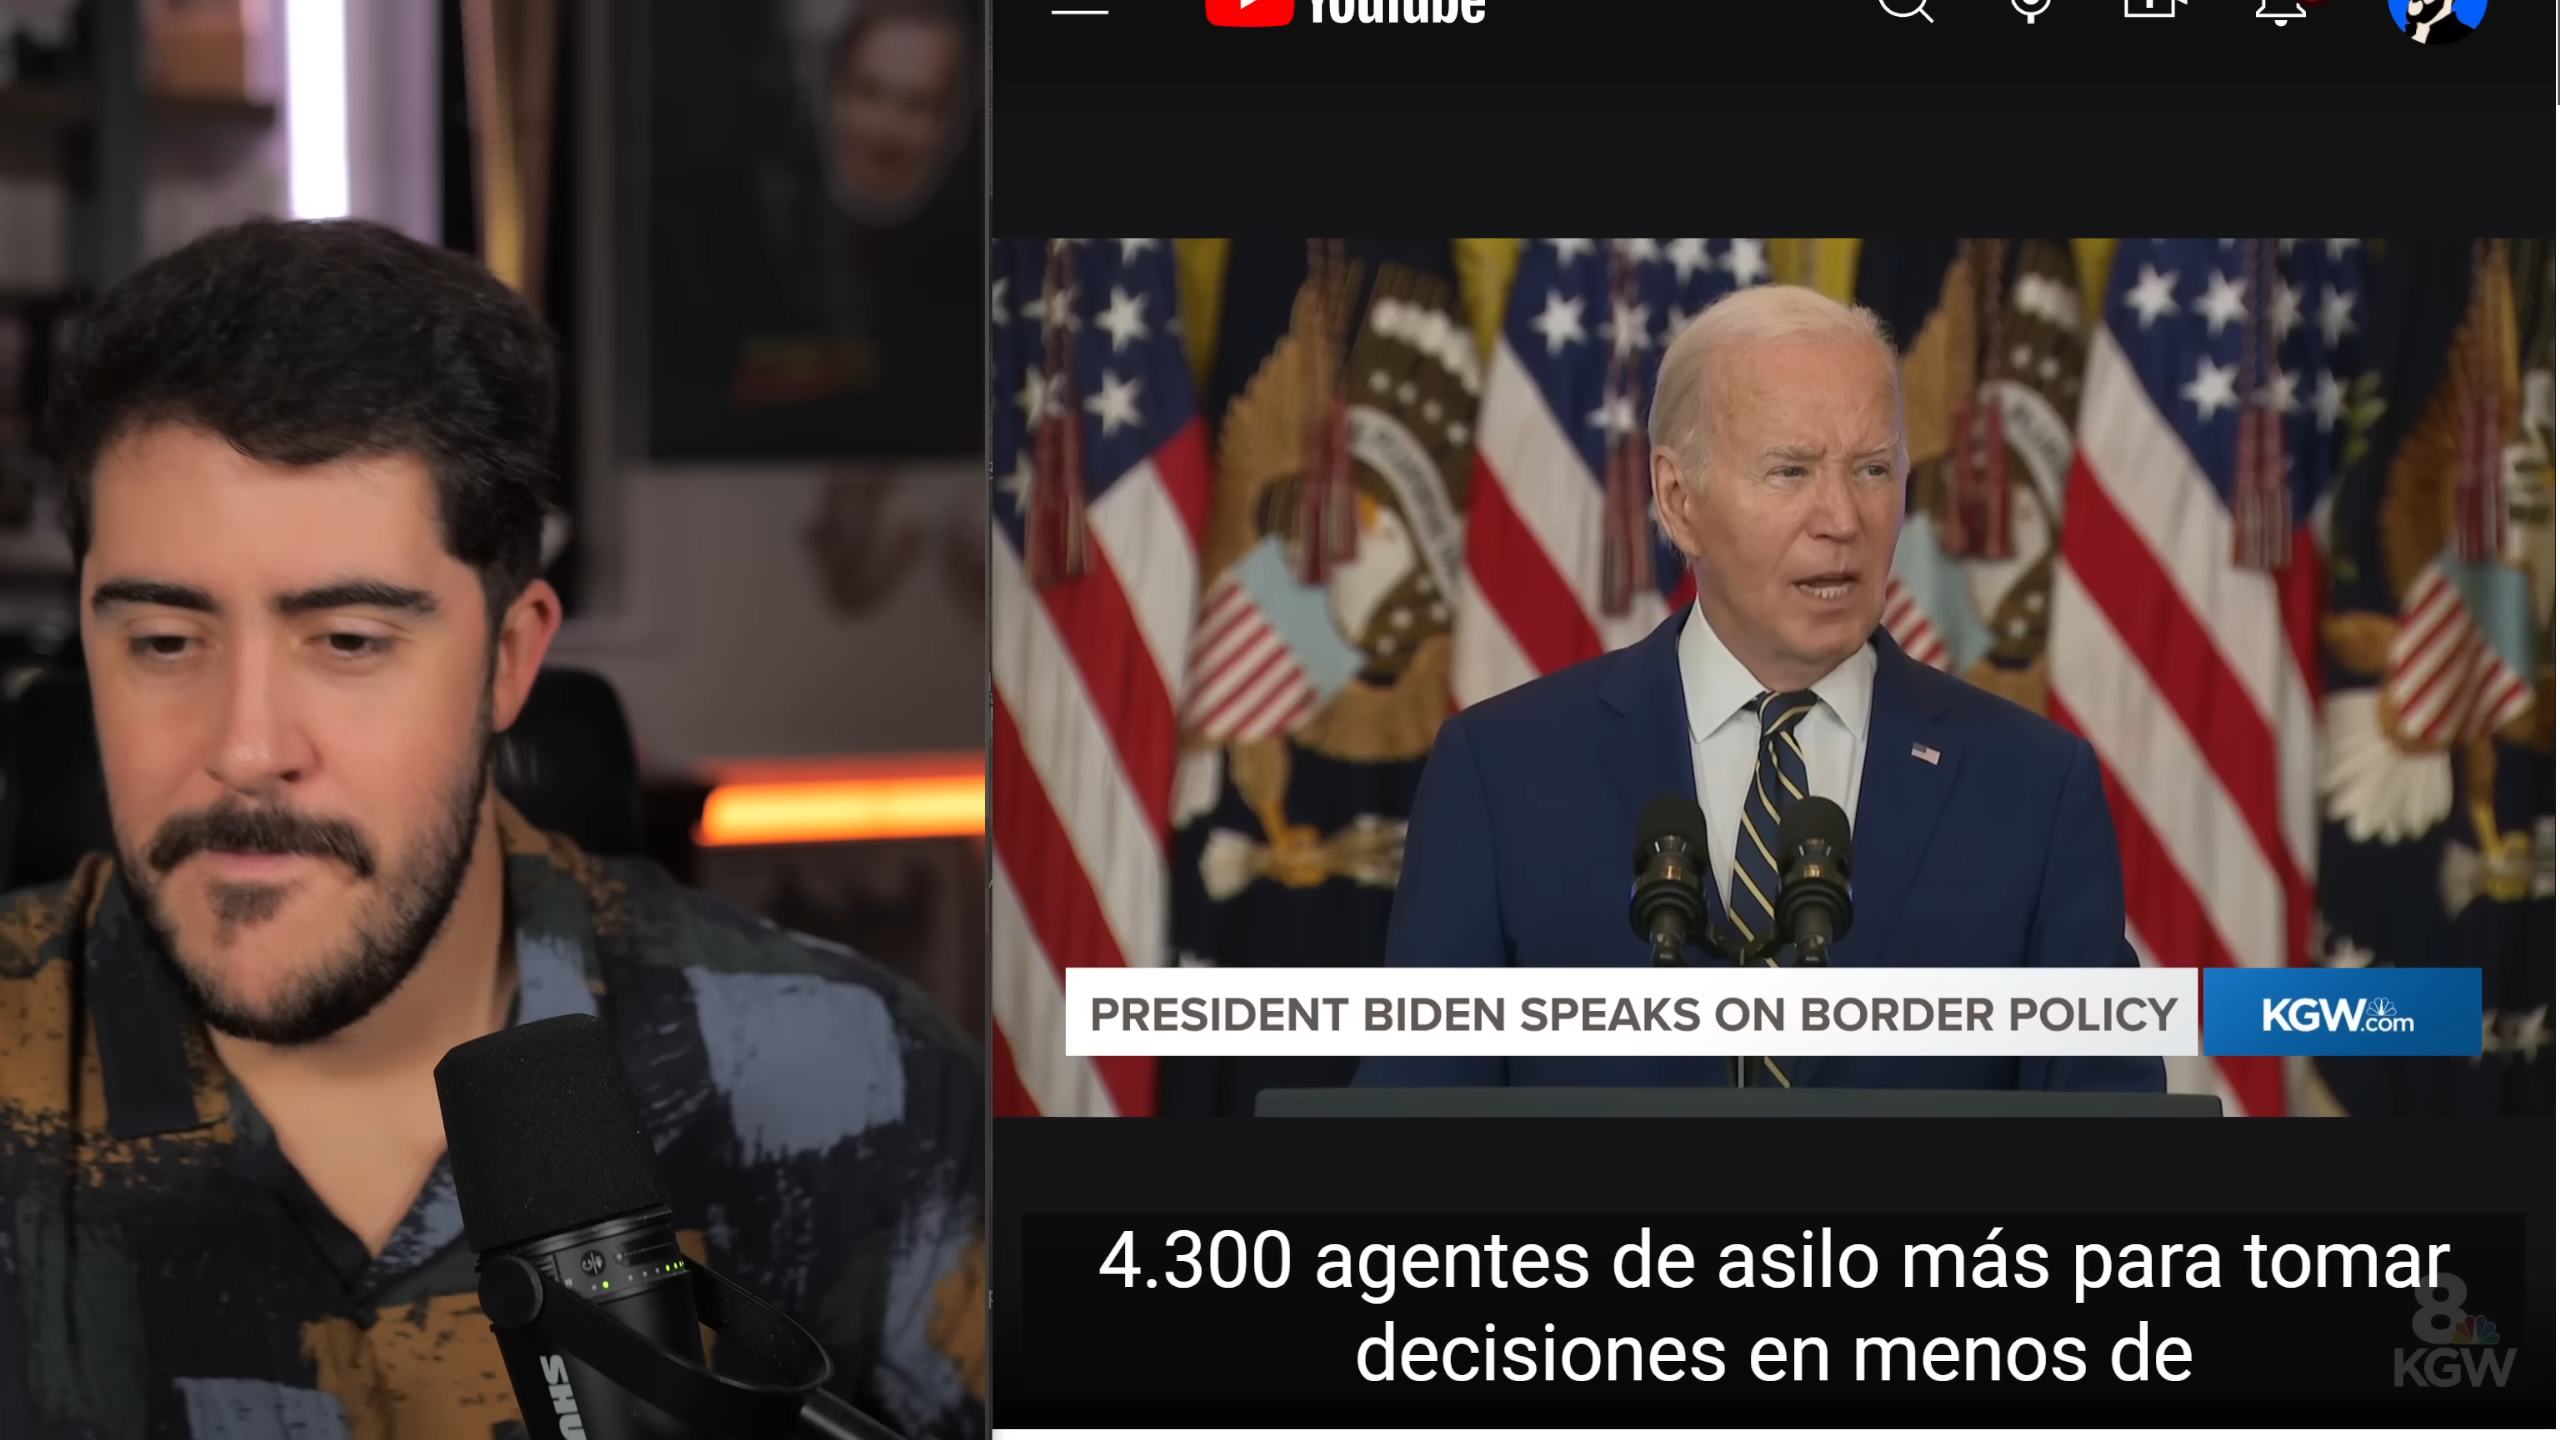 YouTube
PRESIDENT BIDEN SPEAKS ON BORDER POLICY
KGW.com
4.300 agentes de asilo más para tomar
decisiones en menos de
8
KGW